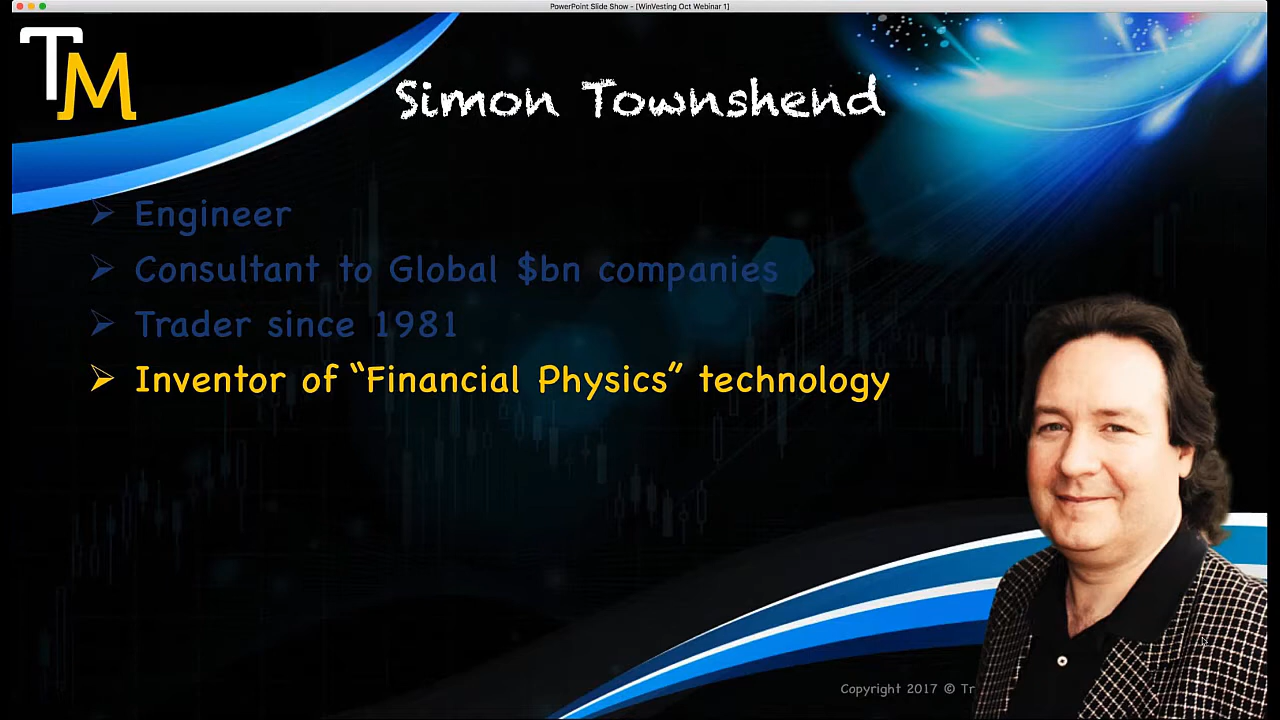 PowerPoint Slide Show - [WinVesting Oct Webinar 1]
TM
Simon Townshend
➢ Engineer
➢ Consultant to Global $bn companies
➢ Trader since 1981
➢ Inventor of “Financial Physics” technology
Copyright 2017 © Tr